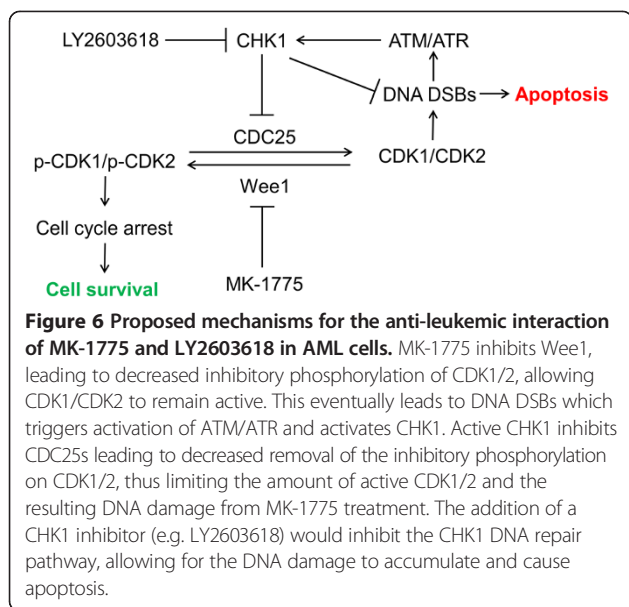 LY2603618 CHK1 ATM/ATR
DNA DSBs Apoptosis
CDC25
p-CDK1/p-CDK2 CDK1/CDK2
Wee1
Cell cycle arrest
Cell survival MK-1775
Figure 6 Proposed mechanisms for the anti-leukemic interaction
of MK-1775 and LY2603618 in AML cells. MK-1775 inhibits Wee1,
leading to decreased inhibitory phosphorylation of CDK1/2, allowing
CDK1/CDK2 to remain active. This eventually leads to DNA DSBs which
triggers activation of ATM/ATR and activates CHK1. Active CHK1 inhibits
CDC25s leading to decreased removal of the inhibitory phosphorylation
on CDK1/2, thus limiting the amount of active CDK1/2 and the
resulting DNA damage from MK-1775 treatment. The addition of a
CHK1 inhibitor (e.g. LY2603618) would inhibit the CHK1 DNA repair
pathway, allowing for the DNA damage to accumulate and cause
apoptosis.